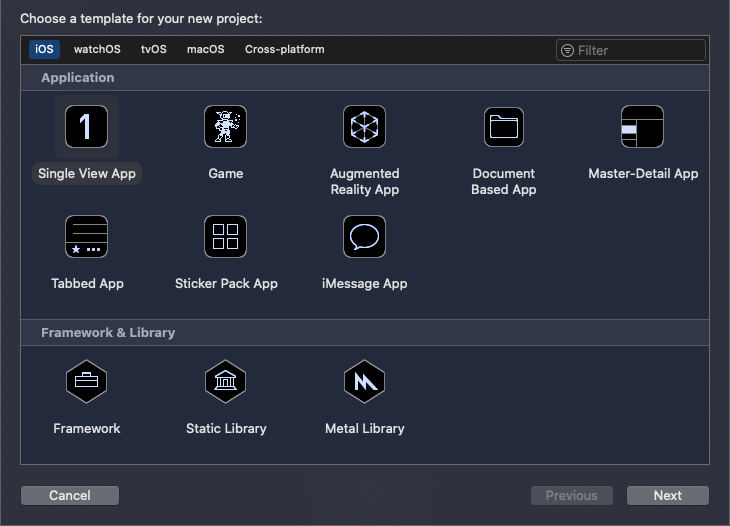 Choose a template for your new project:
iOS watchOS tvOS macOS Cross-platform Filter
Application
1
Single View App Game Augmented Reality App Document Based App Master-Detail App
Tabbed App Sticker Pack App iMessage App
Framework & Library
Framework Static Library Metal Library
Cancel Previous Next